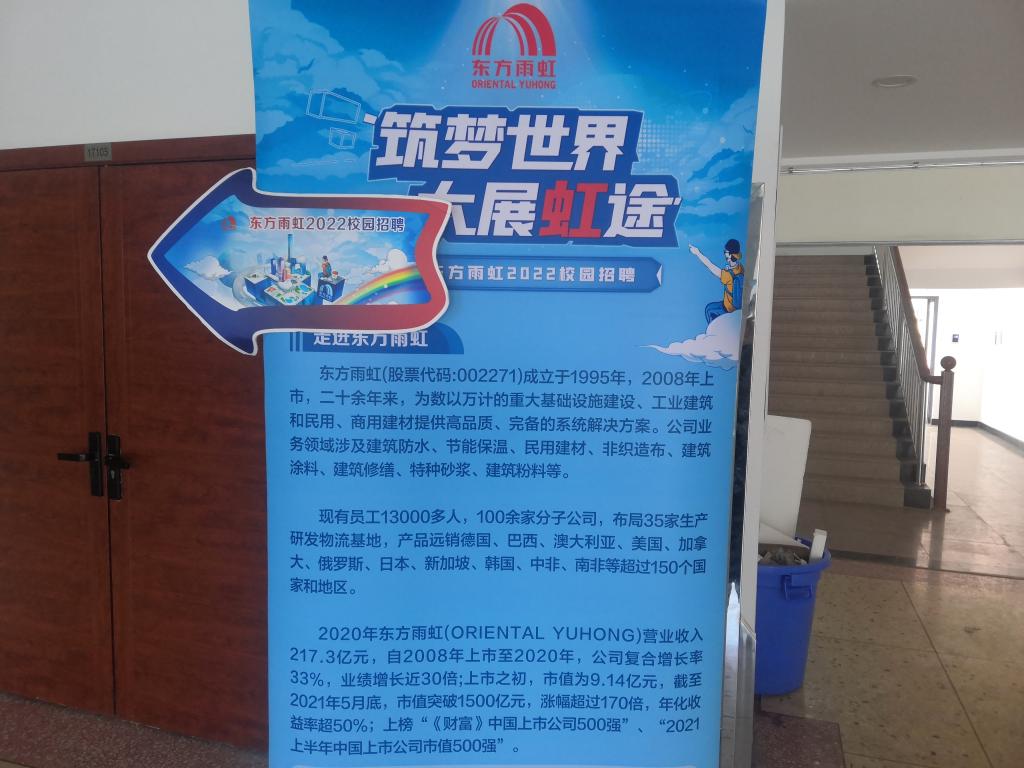 东方雨虹
ORIENTAL YUHONG
筑梦世界
大展虹途
17105
东方雨虹2022校园招聘
方雨虹2022校园招聘
走进东方雨虹
东方雨虹(股票代码:002271)成立于1995年，2008年上
市，二十余年来，为数以万计的重大基础设施建设、工业建筑
和民用、商用建材提供高品质、完备的系统解决方案。公司业
务领域涉及建筑防水、节能保温、民用建材、非织造布、建筑
涂料、建筑修缮、特种砂浆、建筑粉料等。
现有员工13000多人，100余家分子公司，布局35家生产
研发物流基地，产品远销德国、巴西、澳大利亚、美国、加拿
大、俄罗斯、日本、新加坡、韩国、中非、南非等超过150个国
家和地区。
2020年东方雨虹(ORIENTAL YUHONG)营业收入
217.3亿元，自2008年上市至2020年，公司复合增长率
33%，业绩增长近30倍;上市之初，市值为9.14亿元，截至
2021年5月底，市值突破1500亿元，涨幅超过170倍，年化收
益率超50%；上榜“《财富》中国上市公司500强”、“2021
上半年中国上市公司市值500强”。